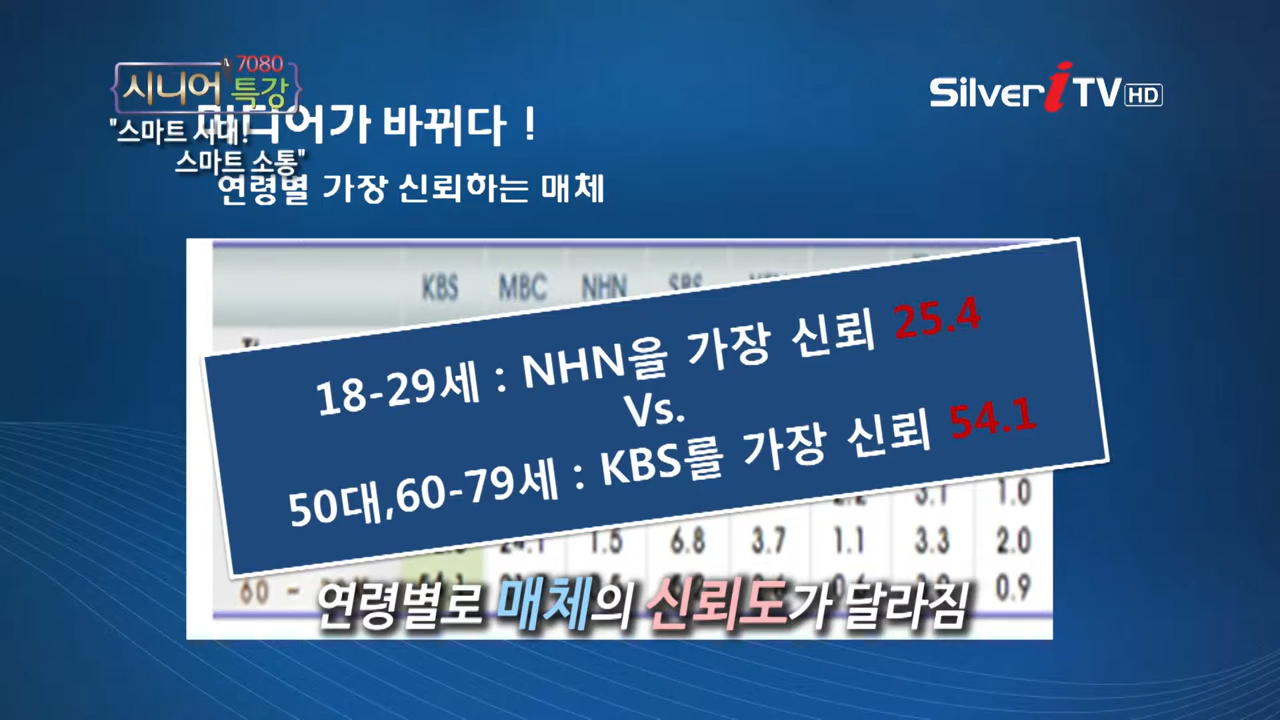 7080
시니어 특강
Silver iTV HD
미디어가 바뀌다 !
"스마트 시대!
스마트 소통"
연령별 가장 신뢰하는 매체
KBS MBC NHN SBS
18-29세 : NHN을 가장 신뢰 25.4
Vs.
50대,60-79세 : KBS를 가장 신뢰 54.1
3.1 1.0
24.1 1.5 6.8 3.7 1.1 3.3 2.0
60 - 0.9
연령별로 매체의 신뢰도가 달라짐